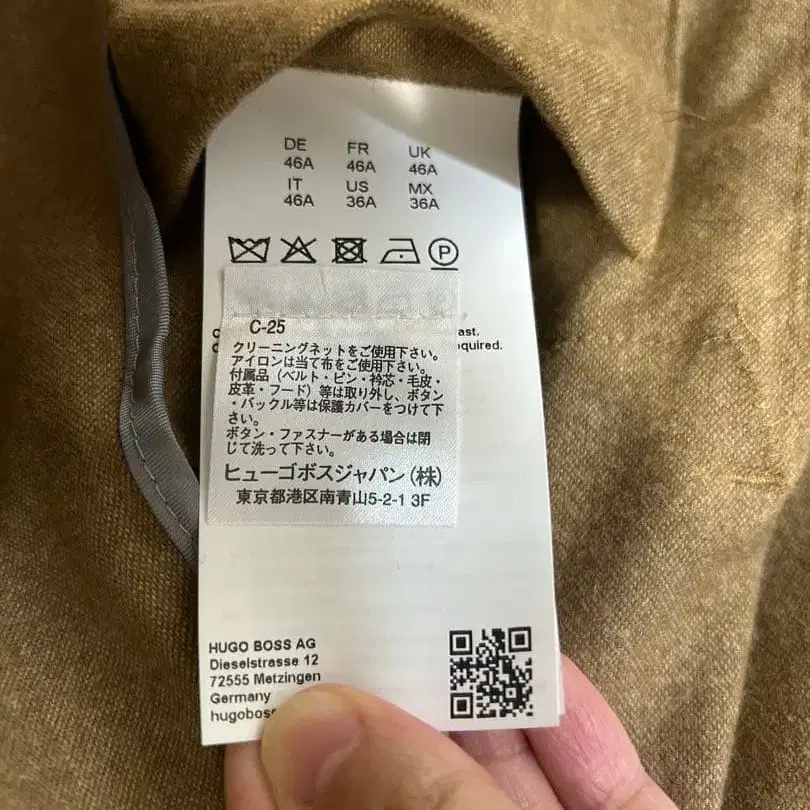 DE FR UK
46A 46A 46A
IT US MX
46A 36A 36A
P
ast.
quired.
C-25
クリーニングネットをご使用下さい。
アイロンは当て布をご使用下さい。
付属品（ベルト・ピン・衿芯・毛皮・
皮革・フード）等は取り外し、ボタン
・バックル等は保護カバーをつけて下
さい。
ボタン・ファスナーがある場合は閉
じて洗って下さい。
ヒューゴボスジャパン（株）
東京都港区南青山5-2-1 3F
HUGO BOSS AG
Dieselstrasse 12
72555 Metzingen
Germany
hugobos